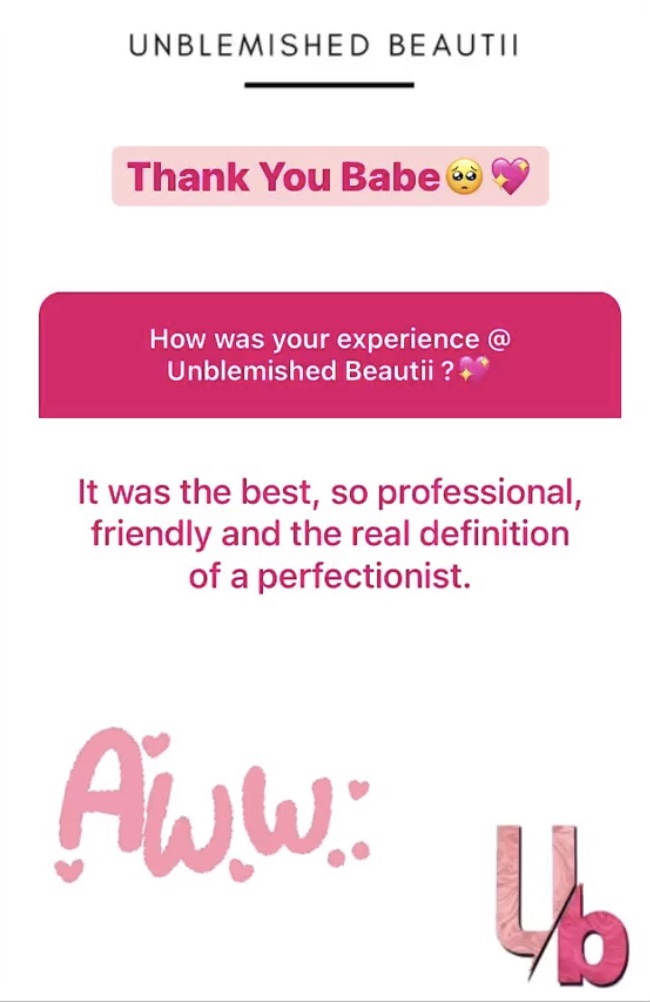 UNBLEMISHED BEAUTII
Thank You Babe🥺💖
How was your experience @
Unblemished Beautii ?💖
It was the best, so professional,
friendly and the real definition
of a perfectionist.
Aww
Ub